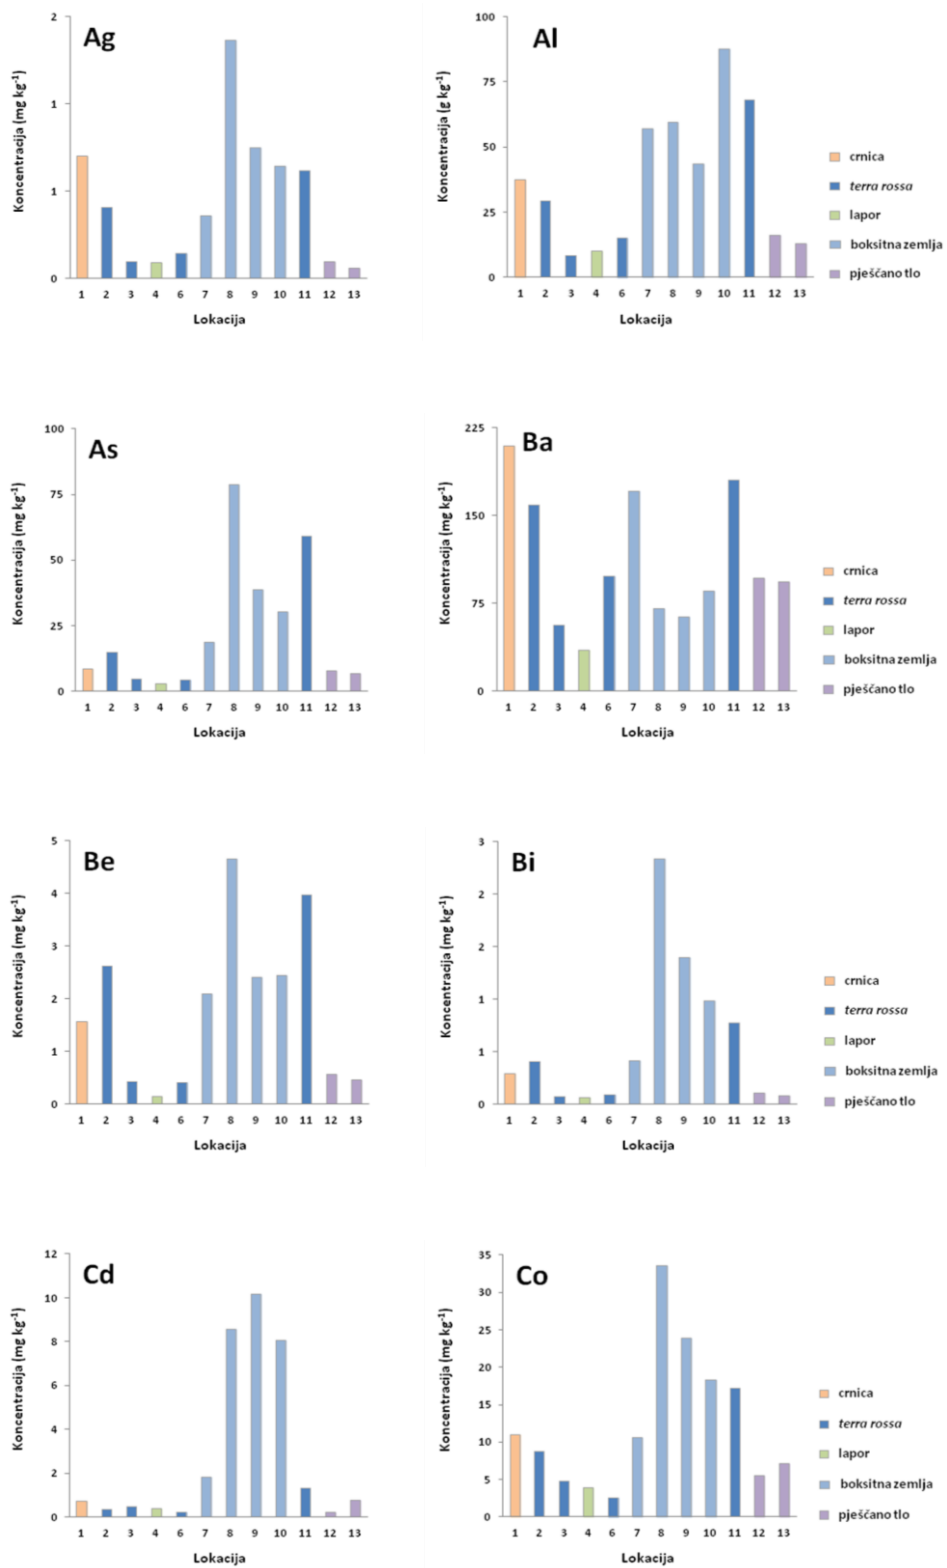 Ag
Koncentracija (mg kg⁻¹)
2
1
1
0
1 2 3 4 6 7 8 9 10 11 12 13
Lokacija
Al
Koncentracija (g kg⁻¹)
100
75
50
25
0
1 2 3 4 6 7 8 9 10 11 12 13
Lokacija
crnica
terra rossa
lapor
boksitna zemlja
pješčano tlo
As
Koncentracija (mg kg⁻¹)
100
75
50
25
0
1 2 3 4 6 7 8 9 10 11 12 13
Lokacija
Ba
Koncentracija (mg kg⁻¹)
225
150
75
0
1 2 3 4 6 7 8 9 10 11 12 13
Lokacija
crnica
terra rossa
lapor
boksitna zemlja
pješčano tlo
Be
Koncentracija (mg kg⁻¹)
5
4
3
2
1
0
1 2 3 4 6 7 8 9 10 11 12 13
Lokacija
Bi
Koncentracija (mg kg⁻¹)
3
2
2
1
1
0
1 2 3 4 6 7 8 9 10 11 12 13
Lokacija
crnica
terra rossa
lapor
boksitna zemlja
pješčano tlo
Cd
Koncentracija (mg kg⁻¹)
12
10
8
6
4
2
0
1 2 3 4 6 7 8 9 10 11 12 13
Lokacija
Co
Koncentracija (mg kg⁻¹)
35
30
25
20
15
10
5
0
1 2 3 4 6 7 8 9 10 11 12 13
Lokacija
crnica
terra rossa
lapor
boksitna zemlja
pješčano tlo